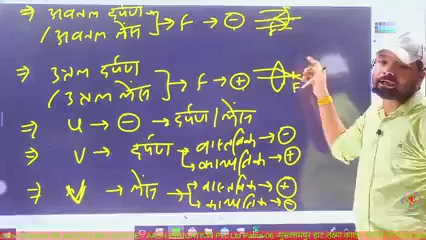 ⇒ अवतल दर्पण
/ अवतल लेंस → F → ⊖
⇒ उत्तल दर्पण
/ उत्तल लेंस → F → ⊕
F
⇒ u → ⊖ → दर्पण/लेंस
⇒ v → दर्पण → वास्तविक → ⊖
→ काल्पनिक → ⊕
⇒ v → लेंस → वास्तविक → ⊕
→ काल्पनिक → ⊖